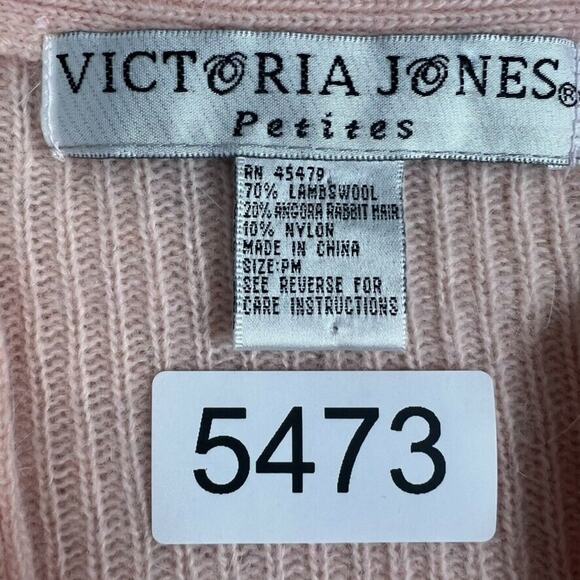 VICTORIA JONES®
Petites
RN 45479
70% LAMBSWOOL
20% ANGORA RABBIT HAIR
10% NYLON
MADE IN CHINA
SIZE:PM
SEE REVERSE FOR
CARE INSTRUCTIONS
5473